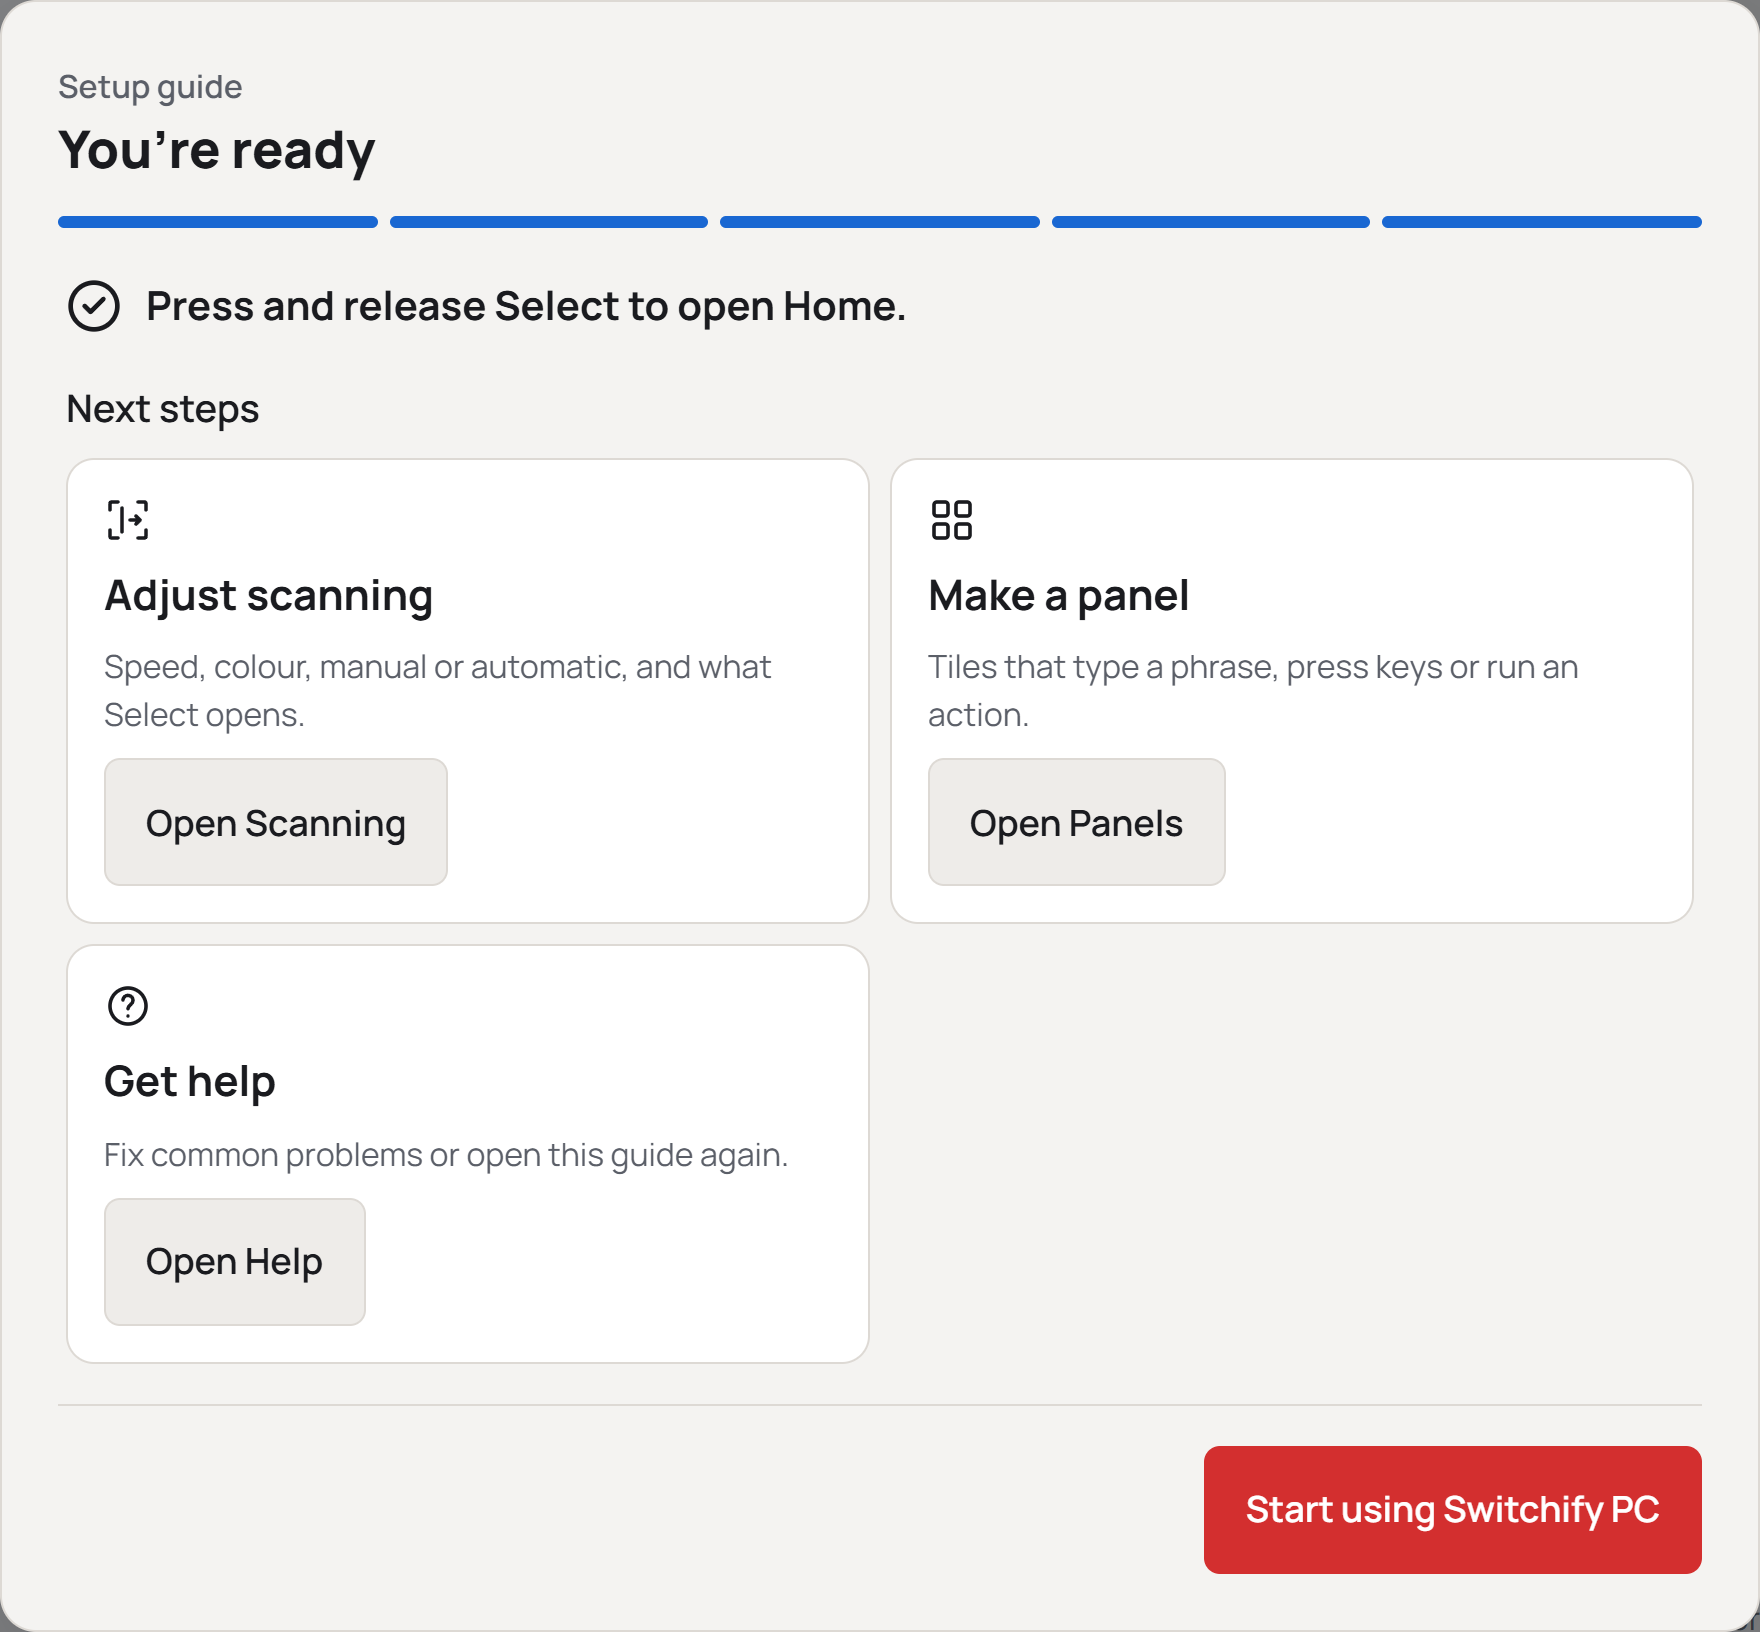 Setup guide
You’re ready
Press and release Select to open Home.
Next steps
Adjust scanning
Speed, colour, manual or automatic, and what
Select opens.
Open Scanning
Make a panel
Tiles that type a phrase, press keys or run an
action.
Open Panels
Get help
Fix common problems or open this guide again.
Open Help
Start using Switchify PC